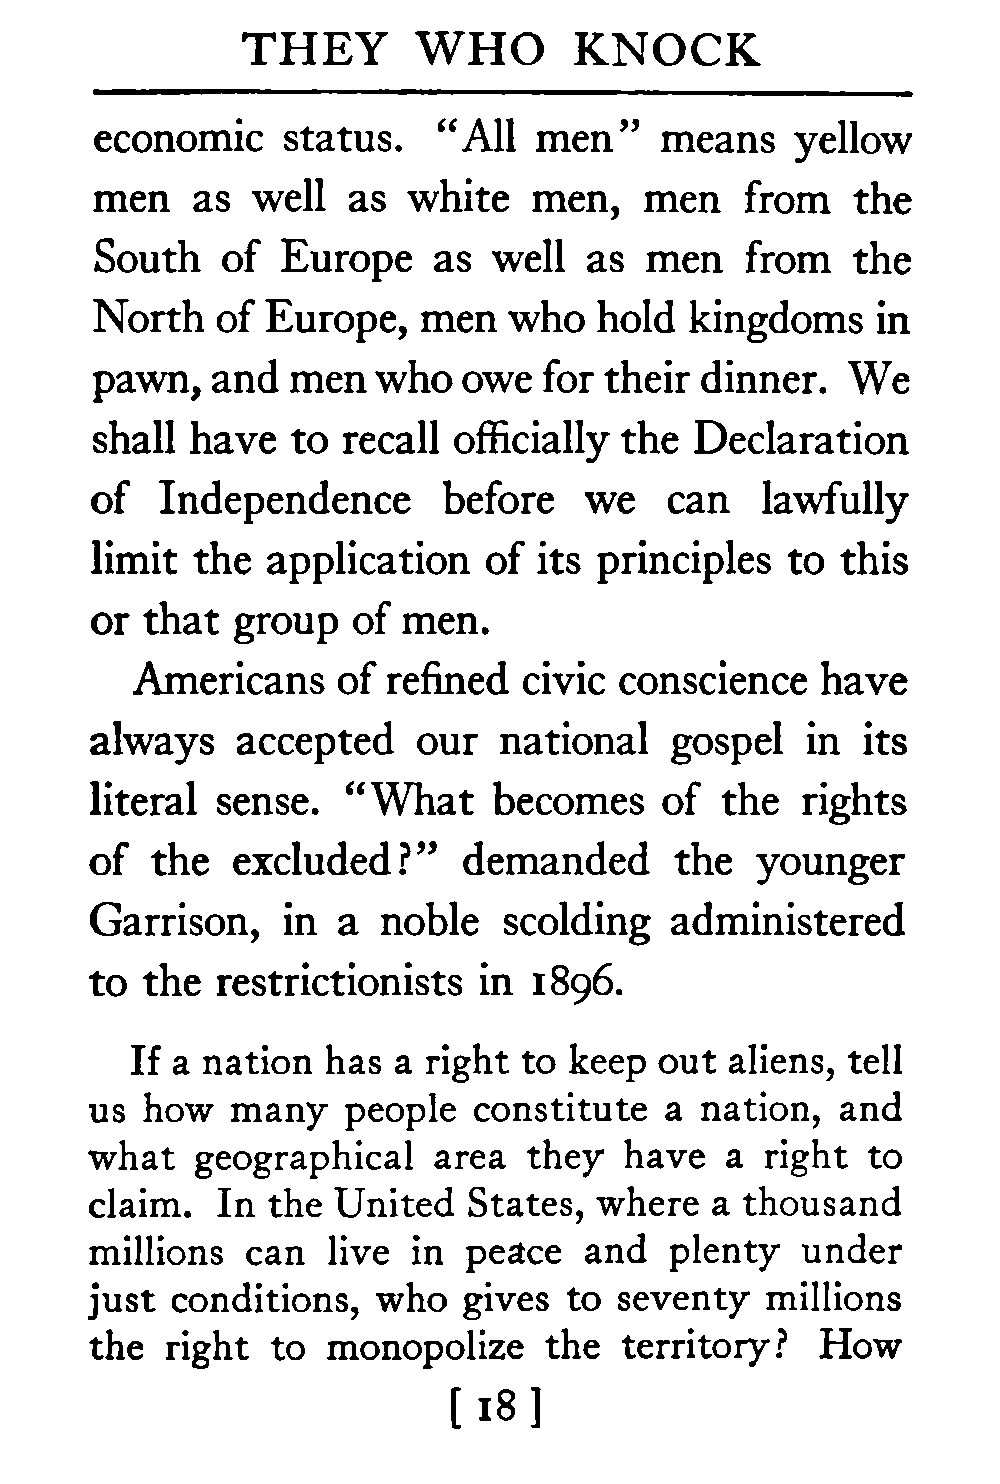 THEY WHO KNOCK
economic status. “All men” means yellow
men as well as white men, men from the
South of Europe as well as men from the
North of Europe, men who hold kingdoms in
pawn, and men who owe for their dinner. We
shall have to recall officially the Declaration
of Independence before we can lawfully
limit the application of its principles to this
or that group of men.
Americans of refined civic conscience have
always accepted our national gospel in its
literal sense. “What becomes of the rights
of the excluded?” demanded the younger
Garrison, in a noble scolding administered
to the restrictionists in 1896.
If a nation has a right to keep out aliens, tell
us how many people constitute a nation, and
what geographical area they have a right to
claim. In the United States, where a thousand
millions can live in peace and plenty under
just conditions, who gives to seventy millions
the right to monopolize the territory? How
[ 18 ]